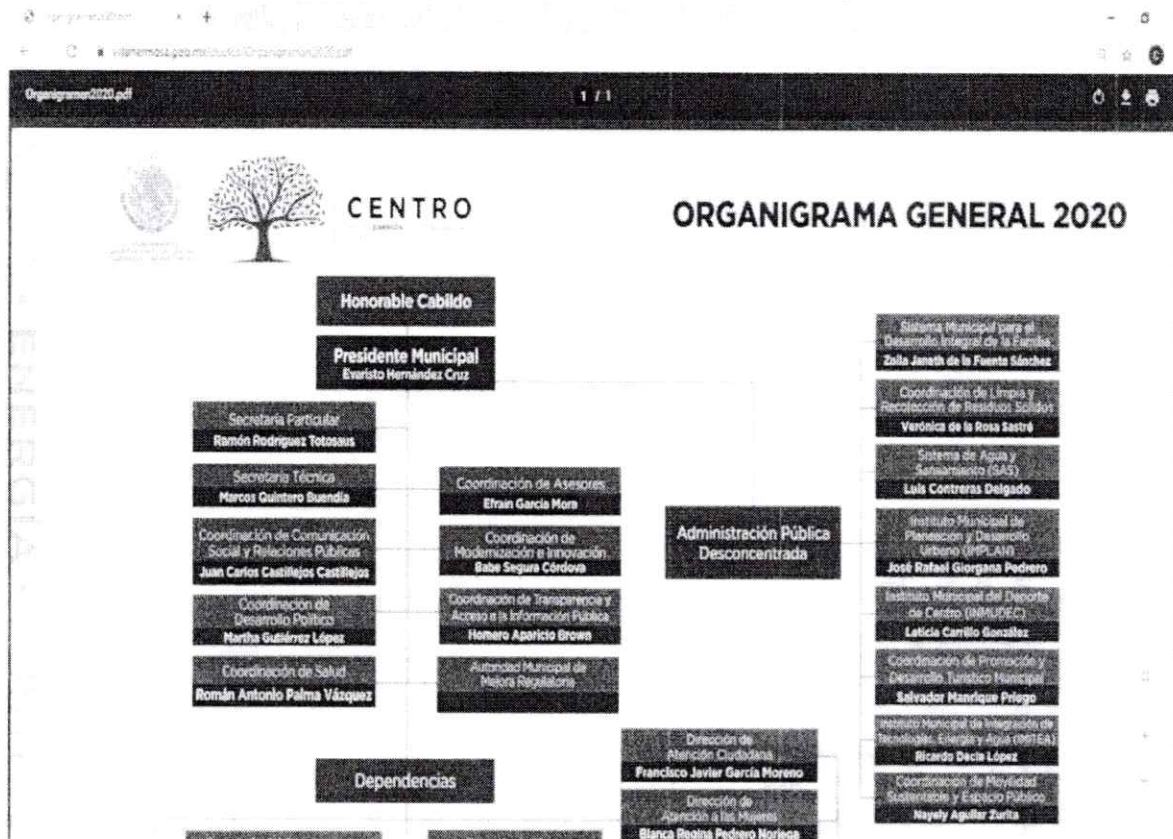 Organigramen2020.pdf
1 / 1
CENTRO
ORGANIGRAMA GENERAL 2020
Honorable Cabildo
Presidente Municipal
Evaristo Hernández Cruz
Secretaría Particular
Ramón Rodríguez Totosaus
Secretaría Técnica
Marcos Quintero Buendía
Coordinación de Comunicación
Social y Relaciones Públicas
Juan Carlos Castillejos Castillejos
Coordinación de
Desarrollo Político
Martha Gutiérrez López
Coordinación de Salud
Román Antonio Palma Vázquez
Coordinación de Asesores
Efraín García Mora
Coordinación de
Modernización e Innovación
Babe Segura Córdova
Coordinación de Transparencia y
Acceso a la Información Pública
Homero Aparicio Brown
Autoridad Municipal de
Mejora Regulatoria
Administración Pública
Desconcentrada
Sistema Municipal para el
Desarrollo Integral de la Familia
Zoila Janeth de la Fuente Sánchez
Coordinación de Limpia y
Recolección de Residuos Sólidos
Verónica de la Rosa Sastré
Sistema de Agua y
Saneamiento (SAS)
Luis Contreras Delgado
Instituto Municipal de
Planeación y Desarrollo
Urbano (IMPLAN)
José Rafael Giorgana Pedrero
Instituto Municipal del Deporte
de Centro (INMUDEC)
Leticia Carrillo González
Coordinación de Promoción y
Desarrollo Turístico Municipal
Salvador Manrique Priego
Instituto Municipal de Integración de
Tecnologías, Energía y Agua (IMITEA)
Ricardo Decle López
Coordinación de Movilidad
Sustentable y Espacio Público
Nayely Aguilar Zurita
Dependencias
Dirección de
Atención Ciudadana
Francisco Javier García Moreno
Dirección de
Atención a las Mujeres
Blanca Regina Pedrero Noriega